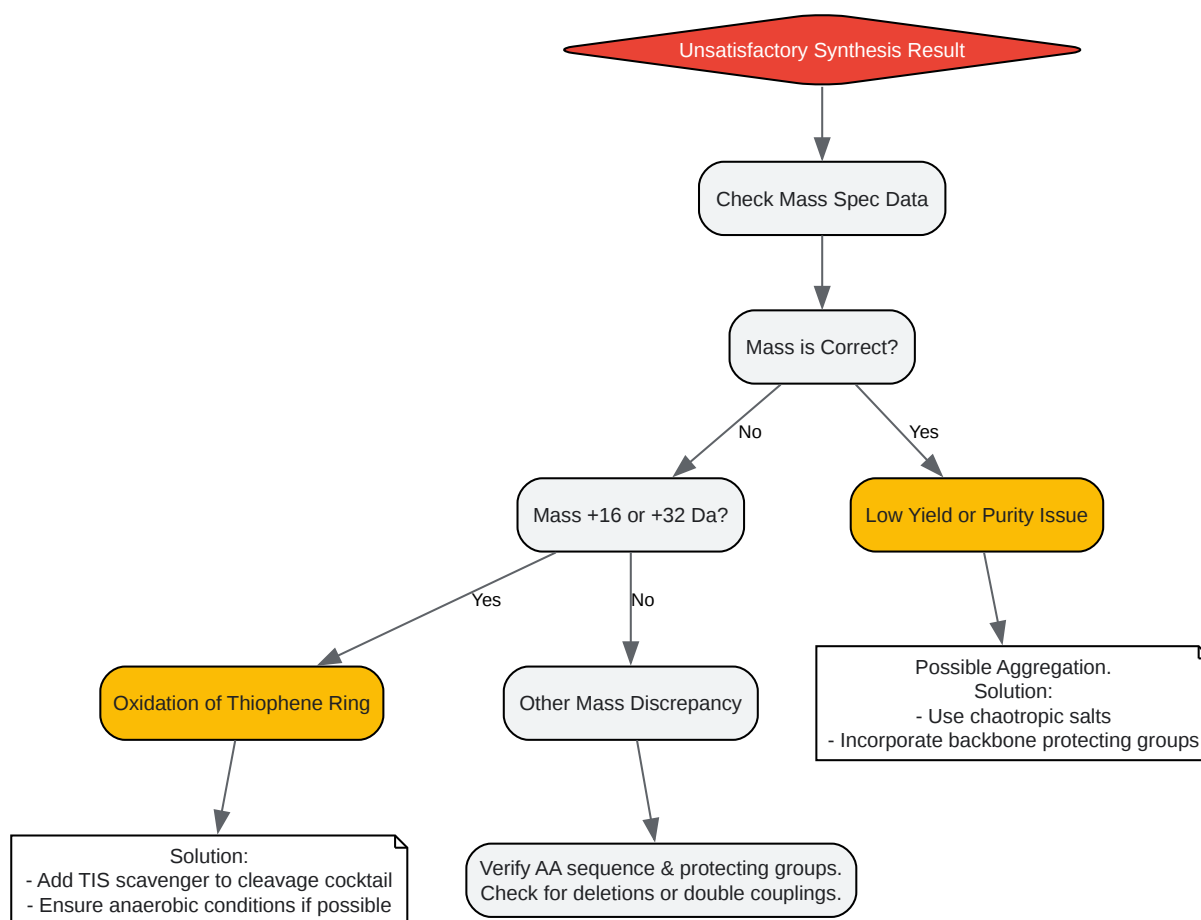 Unsatisfactory Synthesis Result
Check Mass Spec Data
Mass is Correct?
No
Yes
Mass +16 or +32 Da?
Low Yield or Purity Issue
Yes
No
Oxidation of Thiophene Ring
Other Mass Discrepancy
Possible Aggregation.
Solution:
- Use chaotropic salts
- Incorporate backbone protecting groups
Solution:
- Add TIS scavenger to cleavage cocktail
- Ensure anaerobic conditions if possible
Verify AA sequence & protecting groups.
Check for deletions or double couplings.